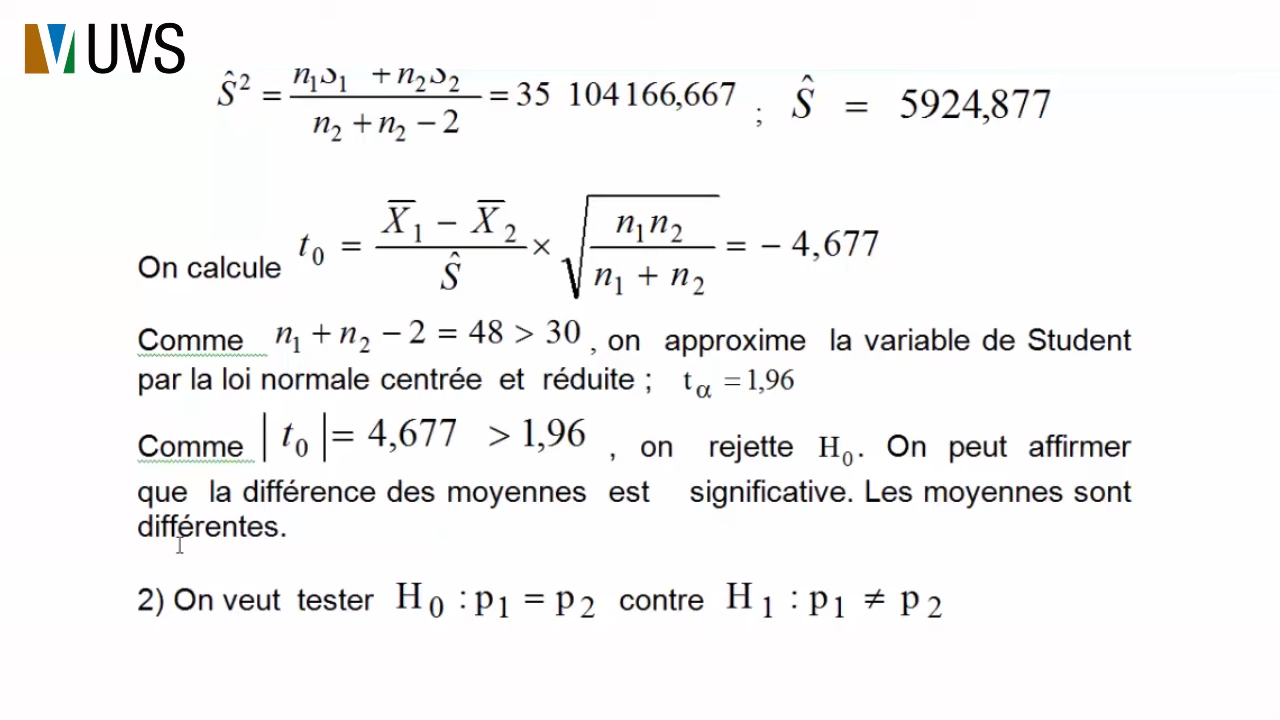 UVS
Ŝ² = (n₁S₁ + n₂S₂) / (n₂ + n₂ − 2) = 35 104 166,667 ; Ŝ = 5924,877
On calcule t₀ = (X̅₁ − X̅₂) / Ŝ × √(n₁n₂ / (n₁ + n₂)) = − 4,677
Comme n₁ + n₂ − 2 = 48 > 30 , on approxime la variable de Student
par la loi normale centrée et réduite ; tα = 1,96
Comme | t₀ | = 4,677 > 1,96 , on rejette H₀. On peut affirmer
que la différence des moyennes est significative. Les moyennes sont
différentes.
2) On veut tester H₀ : p₁ = p₂ contre H₁ : p₁ ≠ p₂